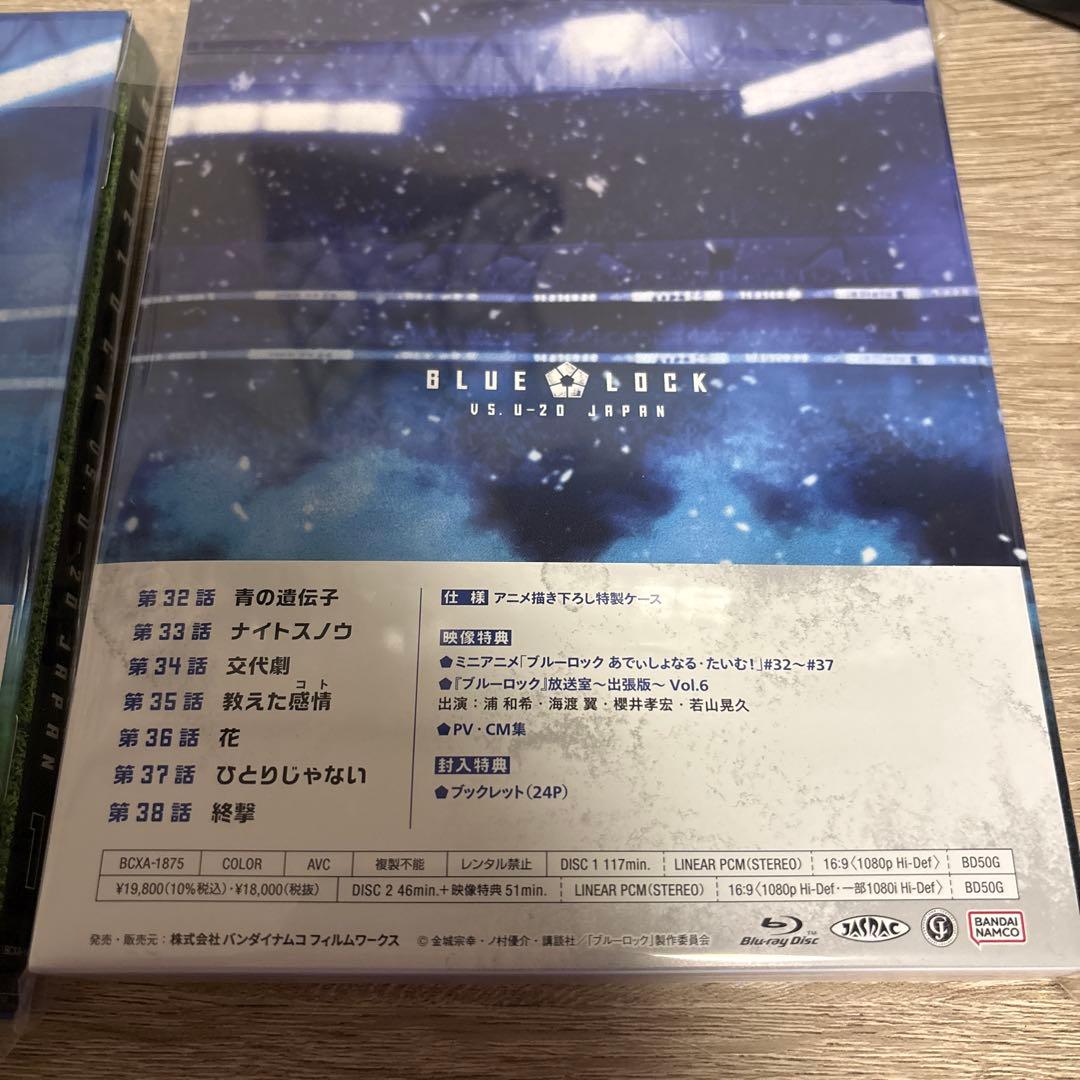 BLUE LOCK
VS. U-20 JAPAN
第32話 青の遺伝子
第33話 ナイトスノウ
第34話 交代劇
第35話 教えた感情
コト
第36話 花
第37話 ひとりじゃない
第38話 終撃
仕様 アニメ描き下ろし特製ケース
映像特典
ミニアニメ「ブルーロック あでぃしょなる・たいむ!」#32~#37
『ブルーロック』放送室~出張版~ Vol.6
出演:浦 和希・海渡 翼・櫻井孝宏・若山晃久
PV・CM集
封入特典
ブックレット(24P)
BCXA-1875 COLOR AVC 複製不能 レンタル禁止 DISC 1 117min. LINEAR PCM(STEREO) 16:9〈1080p Hi-Def〉 BD50G
¥19,800(10%税込)・¥18,000(税抜) DISC 2 46min.+映像特典 51min. LINEAR PCM(STEREO) 16:9〈1080p Hi-Def・一部1080i Hi-Def〉 BD50G
発売・販売元:株式会社バンダイナムコフィルムワークス ©金城宗幸・ノ村優介・講談社/「ブルーロック」製作委員会
Blu-ray Disc TM
JASRAC
BANDAI
NAMCO